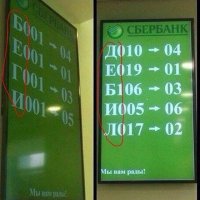 Б001 → 04
Е001 → 01
Г001 → 03
И001 → 05
Мы вам рады!
СБЕРБАНК
Д010 → 04
Е019 → 01
Б106 → 03
И005 → 06
Л017 → 02
Мы вам рады!